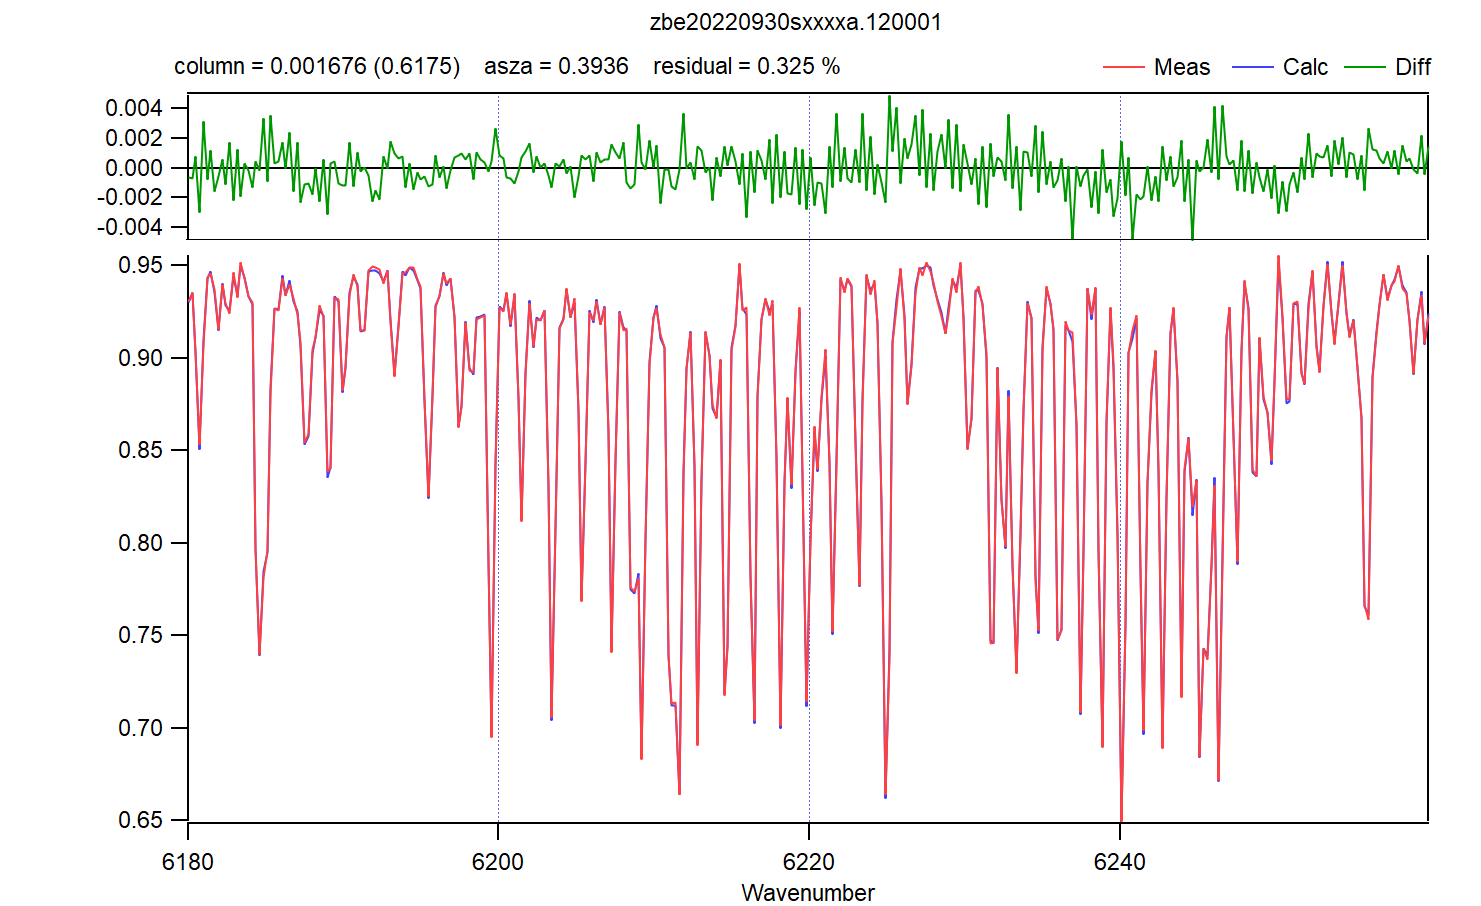 zbe20220930sxxxxa.120001
column = 0.001676 (0.6175) asza = 0.3936 residual = 0.325 %
Meas Calc Diff
0.004
0.002
0.000
-0.002
-0.004
0.95
0.90
0.85
0.80
0.75
0.70
0.65
6180 6200 6220 6240
Wavenumber